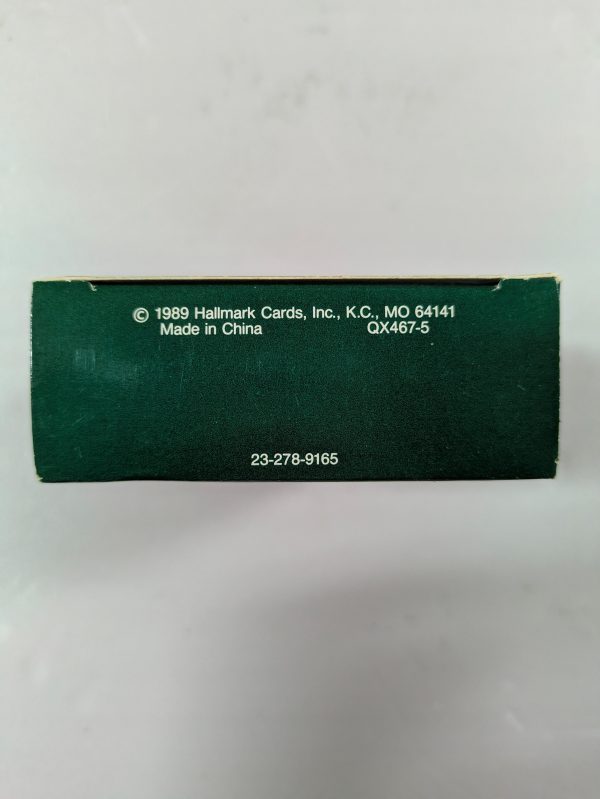 © 1989 Hallmark Cards, Inc., K.C., MO 64141
Made in China QX467-5
23-278-9165